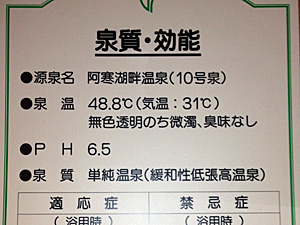 泉質・効能
●源泉名 阿寒湖畔温泉(10号泉)
●泉 温 48.8℃(気温:31℃)
無色透明のち微濁、臭味なし
●P H 6.5
●泉 質 単純温泉(緩和性低張高温泉)
適応症 禁忌症
(浴用時) (浴用時)